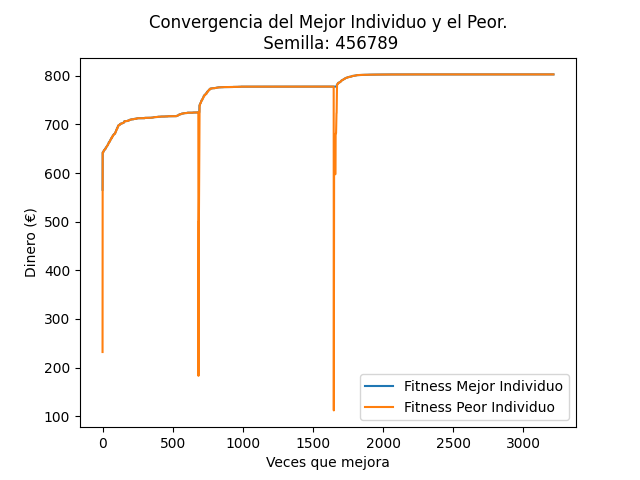 Convergencia del Mejor Individuo y el Peor.
Semilla: 456789
800
700
600
500
400
300
200
100
Dinero (€)
Fitness Mejor Individuo
Fitness Peor Individuo
0 500 1000 1500 2000 2500 3000
Veces que mejora